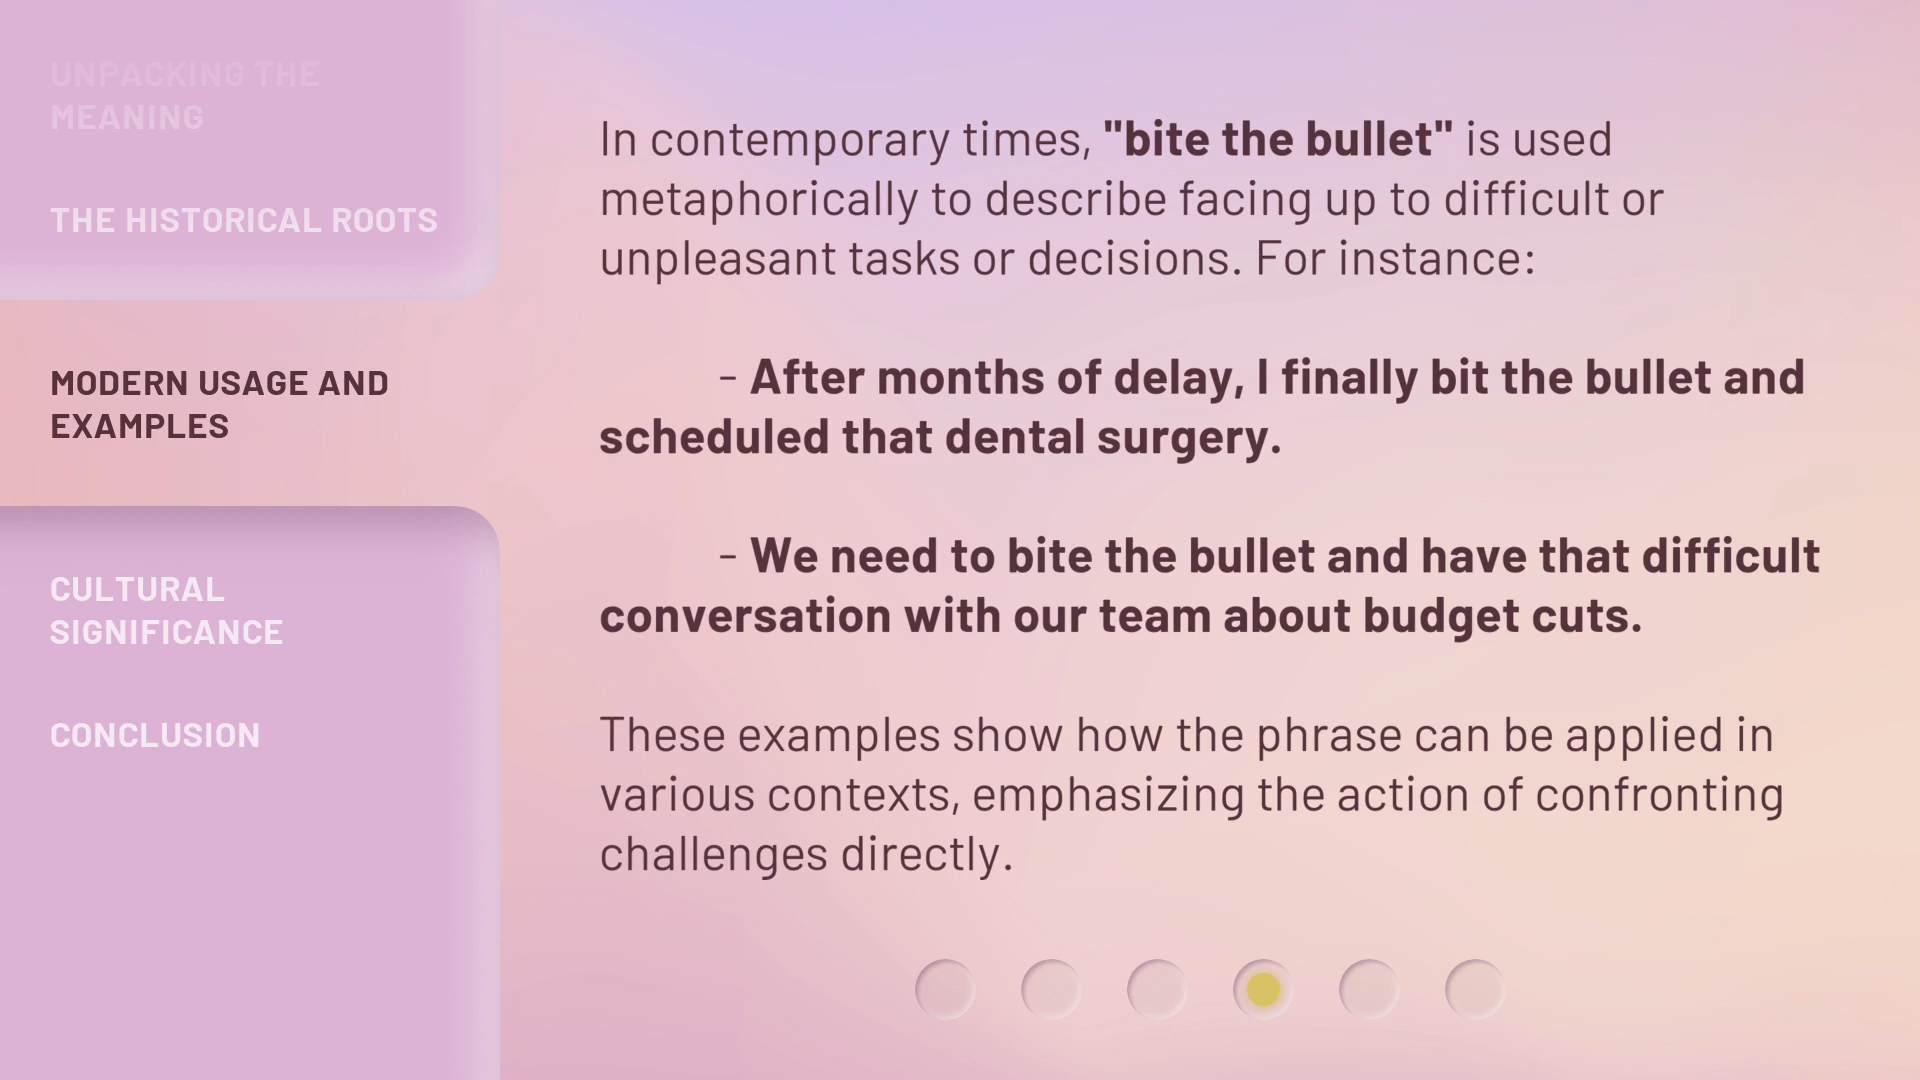 UNPACKING THE
MEANING
THE HISTORICAL ROOTS
MODERN USAGE AND
EXAMPLES
CULTURAL
SIGNIFICANCE
CONCLUSION
In contemporary times, "bite the bullet" is used
metaphorically to describe facing up to difficult or
unpleasant tasks or decisions. For instance:
- After months of delay, I finally bit the bullet and
scheduled that dental surgery.
- We need to bite the bullet and have that difficult
conversation with our team about budget cuts.
These examples show how the phrase can be applied in
various contexts, emphasizing the action of confronting
challenges directly.